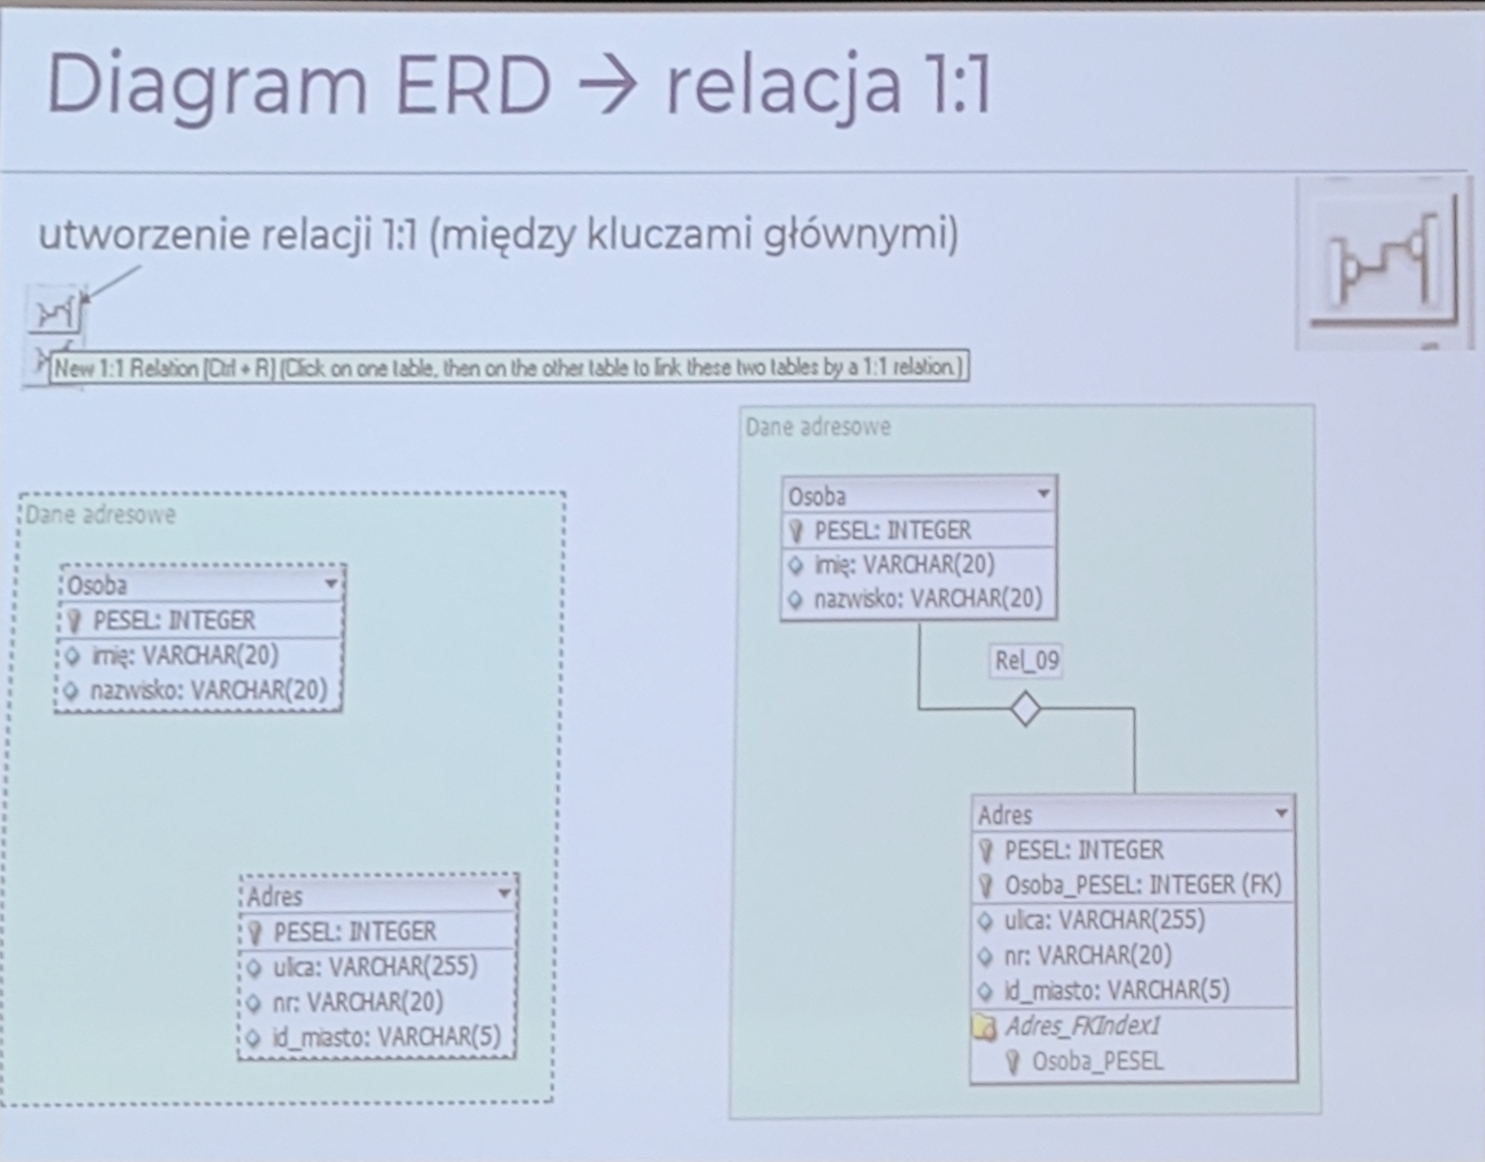 Diagram ERD → relacja 1:1
utworzenie relacji 1:1 (między kluczami głównymi)
New 1:1 Relation [Ctrl + R] (Click on one table, then on the other table to link these two tables by a 1:1 relation.)
Dane adresowe
Osoba
PESEL: INTEGER
imię: VARCHAR(20)
nazwisko: VARCHAR(20)
Adres
PESEL: INTEGER
ulica: VARCHAR(255)
nr: VARCHAR(20)
id_miasto: VARCHAR(5)
Dane adresowe
Osoba
PESEL: INTEGER
imię: VARCHAR(20)
nazwisko: VARCHAR(20)
Rel_09
Adres
PESEL: INTEGER
Osoba_PESEL: INTEGER (FK)
ulica: VARCHAR(255)
nr: VARCHAR(20)
id_miasto: VARCHAR(5)
Adres_FKIndex1
Osoba_PESEL